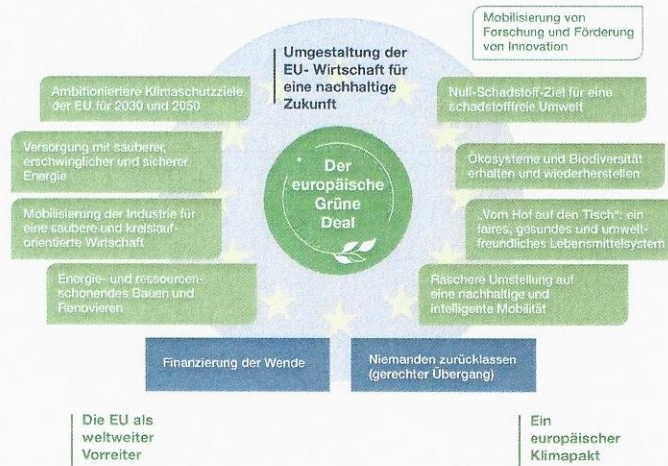 Mobilisierung von
Forschung und Förderung
von Innovation
Umgestaltung der
EU- Wirtschaft für
eine nachhaltige
Zukunft
Ambitioniertere Klimaschutzziele
der EU für 2030 und 2050
Null-Schadstoff-Ziel für eine
schadstofffreie Umwelt
Versorgung mit sauberer,
erschwinglicher und sicherer
Energie
Der
europäische
Grüne
Deal
Ökosysteme und Biodiversität
erhalten und wiederherstellen
Mobilisierung der Industrie für
eine saubere und kreislauf-
orientierte Wirtschaft
„Vom Hof auf den Tisch“: ein
faires, gesundes und umwelt-
freundliches Lebensmittelsystem
Energie- und ressourcen-
schonendes Bauen und
Renovieren
Raschere Umstellung auf
eine nachhaltige und
intelligente Mobilität
Finanzierung der Wende
Niemanden zurücklassen
(gerechter Übergang)
Die EU als
weltweiter
Vorreiter
Ein
europäischer
Klimapakt